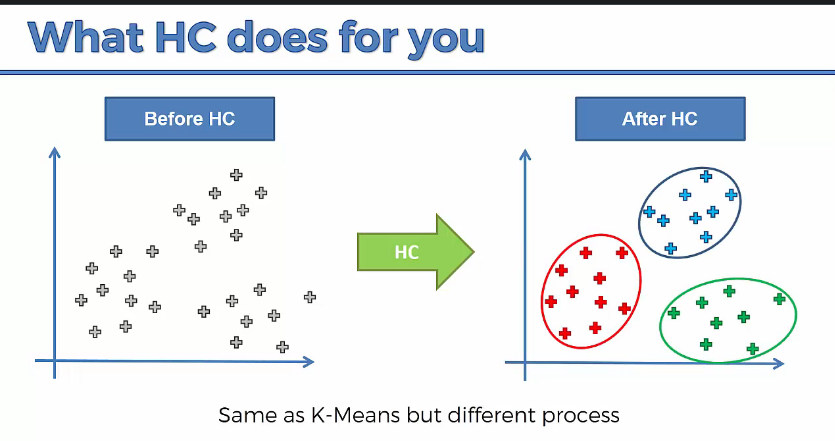 What HC does for you
Before HC
After HC
HC
Same as K-Means but different process